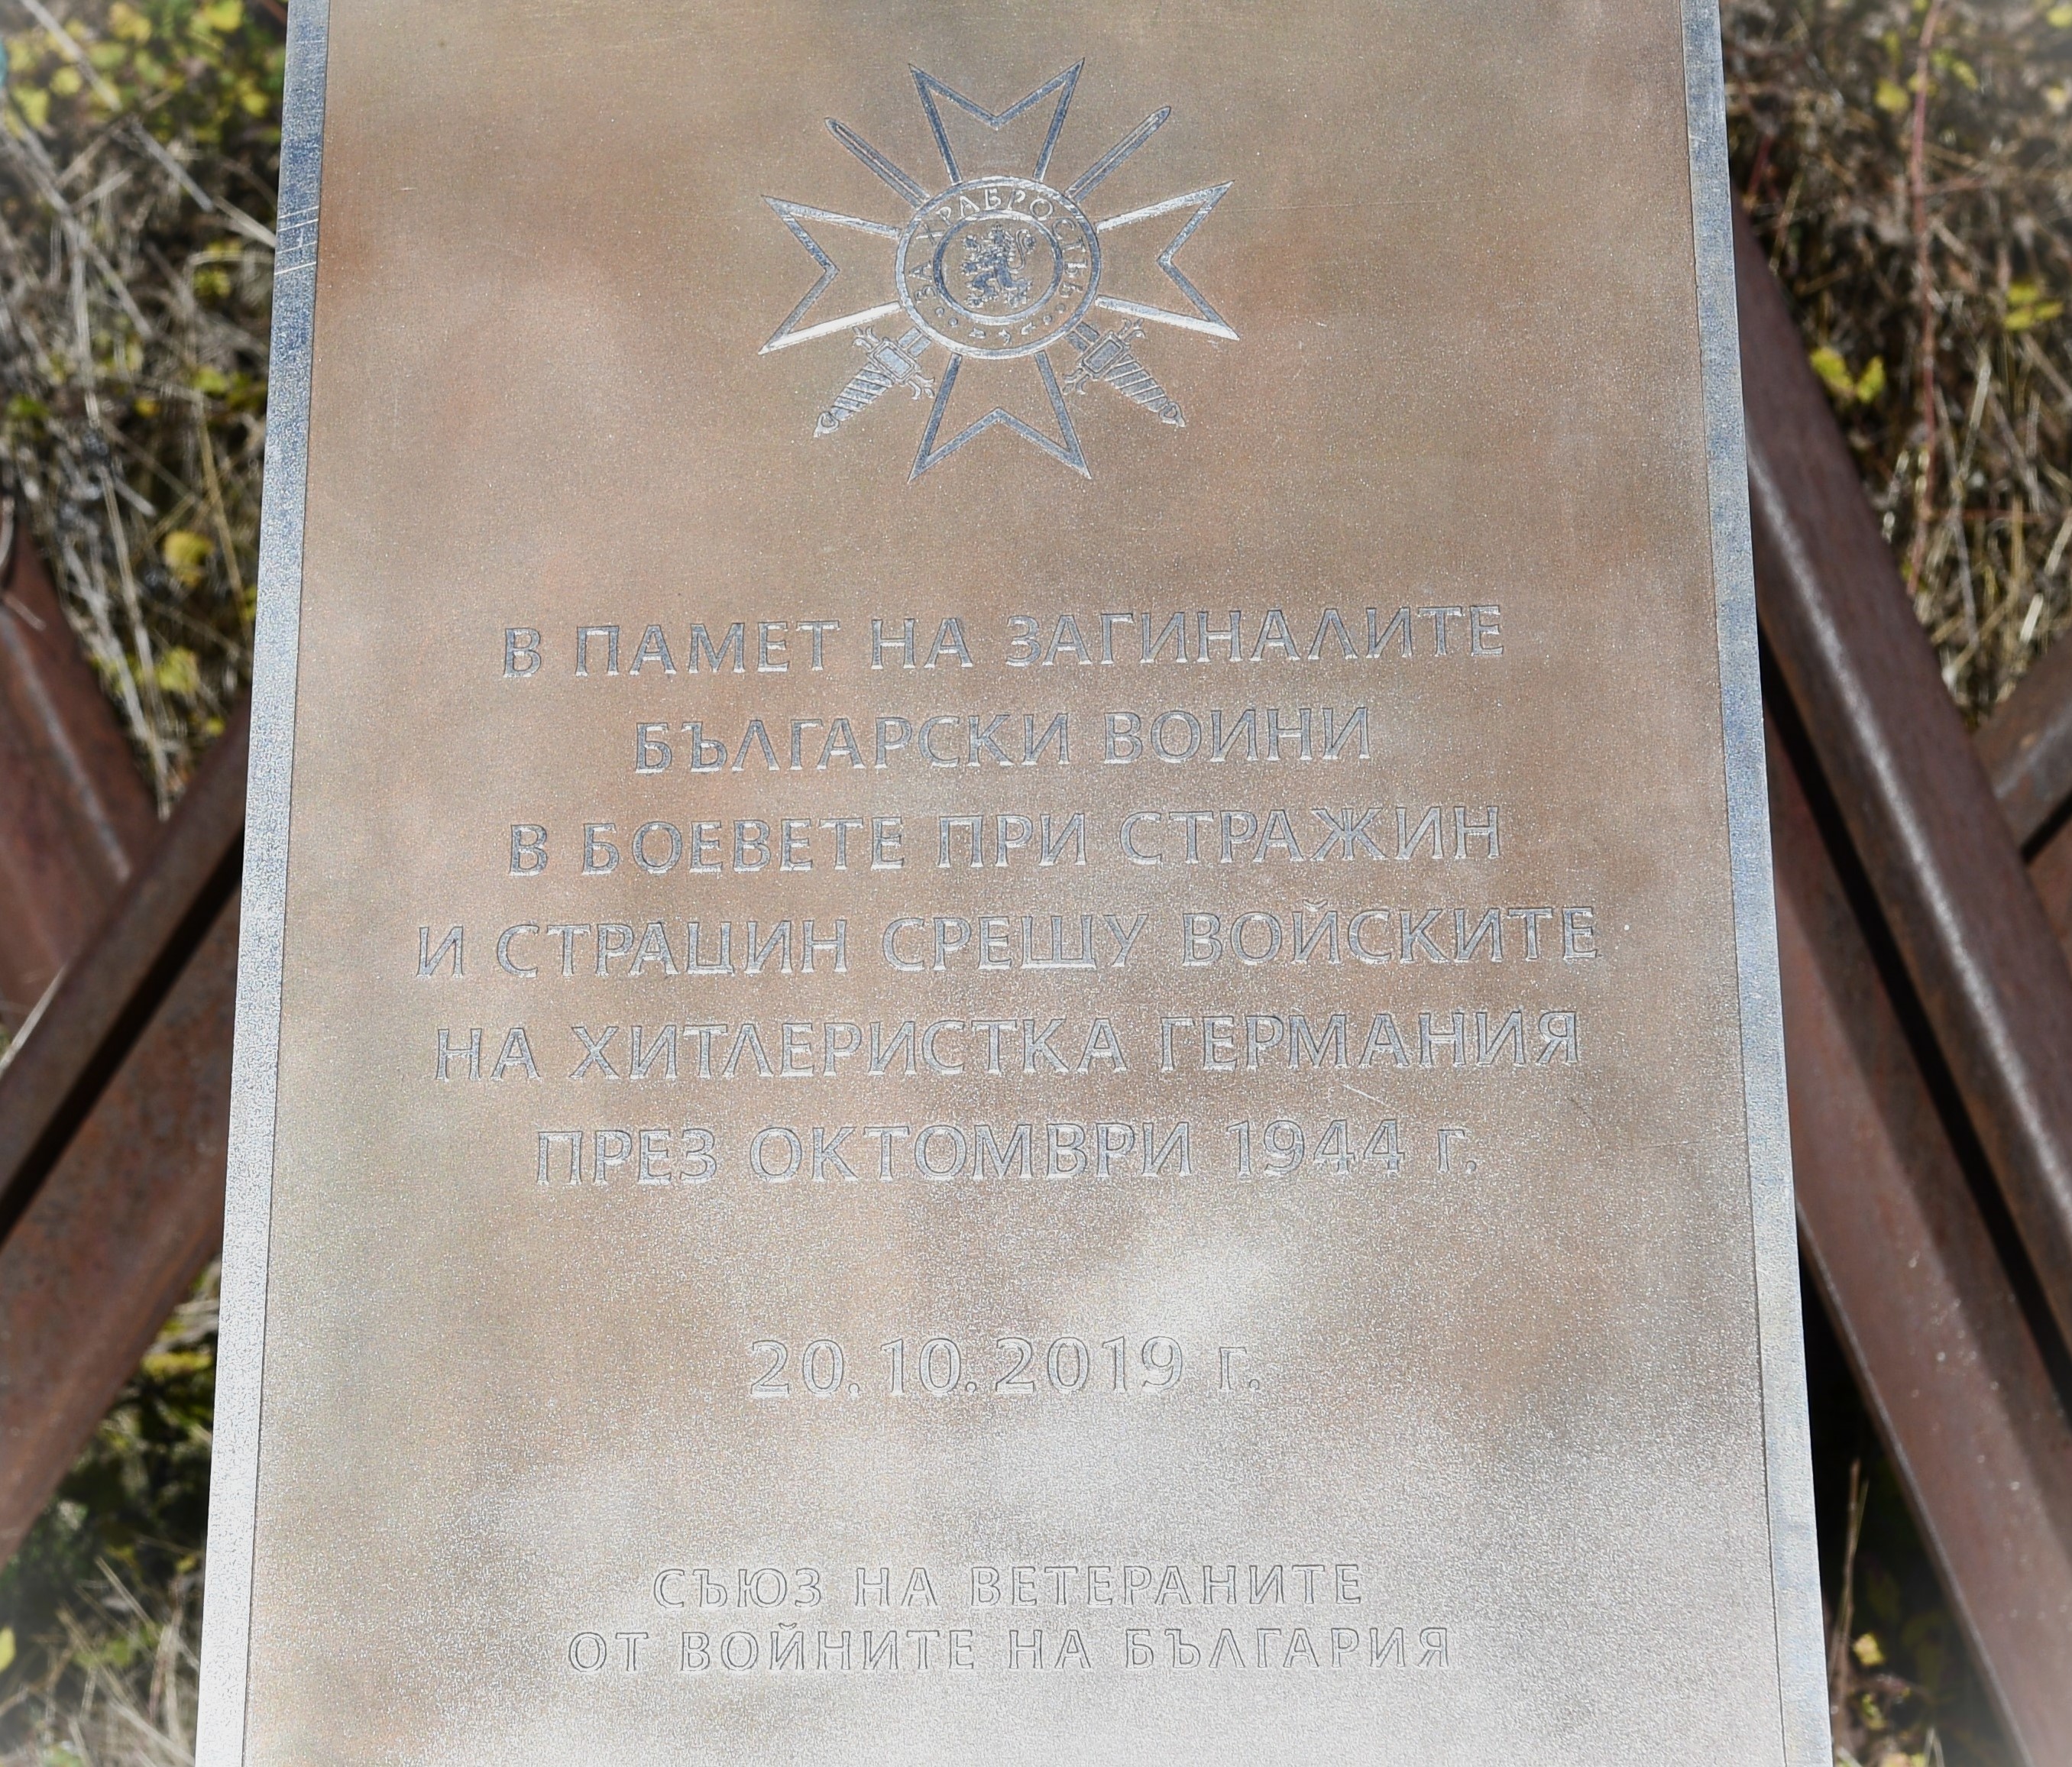 ЗА ХРАБРОСТЬ
В ПАМЕТ НА ЗАГИНАЛИТЕ
БЪЛГАРСКИ ВОИНИ
В БОЕВЕТЕ ПРИ СТРАЖИН
И СТРАЦИН СРЕЩУ ВОЙСКИТЕ
НА ХИТЛЕРИСТКА ГЕРМАНИЯ
ПРЕЗ ОКТОМВРИ 1944 г.
20.10.2019 г.
СЪЮЗ НА ВЕТЕРАНИТЕ
ОТ ВОЙНИТЕ НА БЪЛГАРИЯ